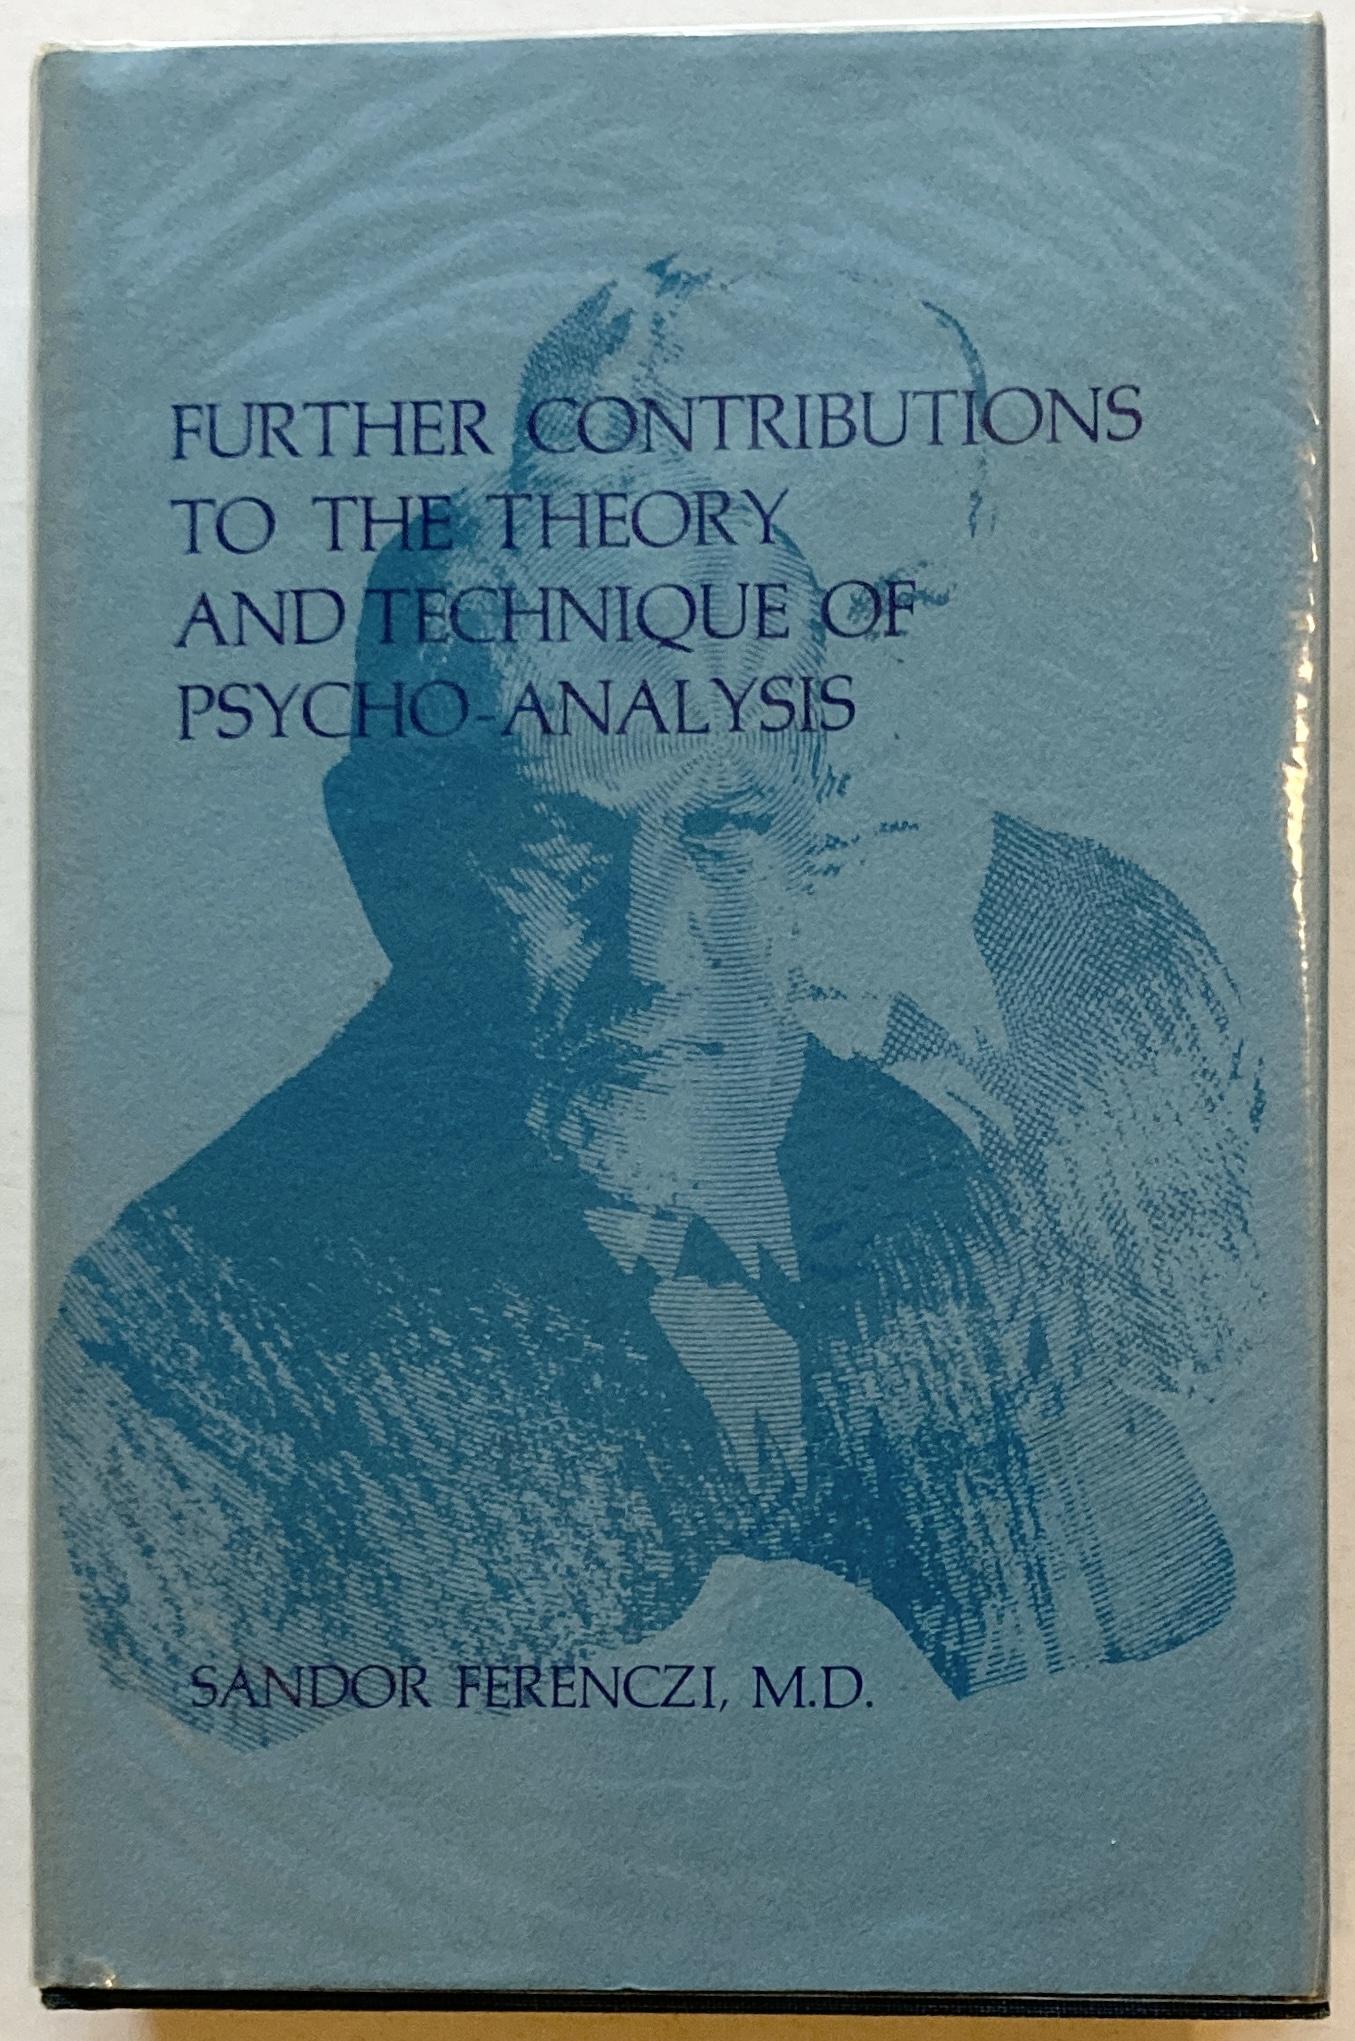 FURTHER CONTRIBUTIONS
TO THE THEORY
AND TECHNIQUE OF
PSYCHO-ANALYSIS
SANDOR FERENCZI, M.D.